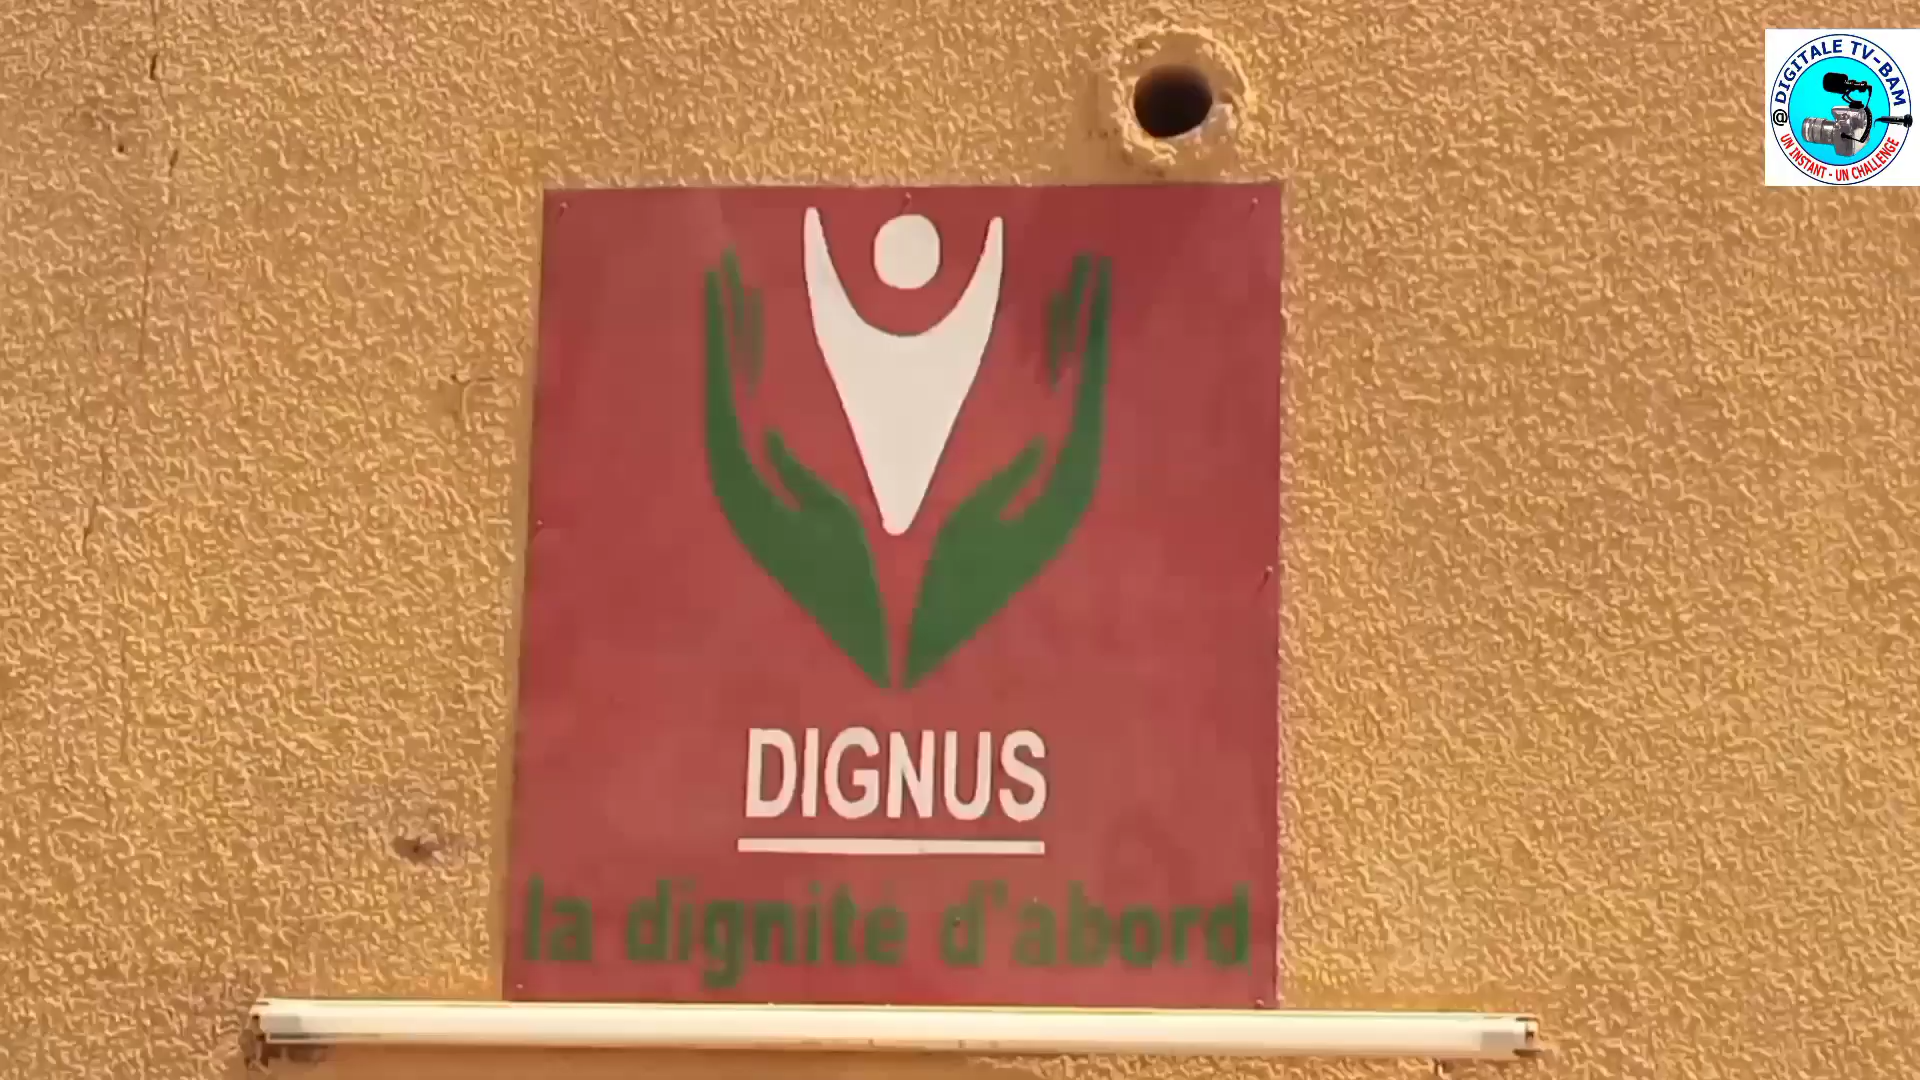 @DIGITALE TV-BAM
UN INSTANT - UN CHALLENGE
DIGNUS
la dignité d'abord